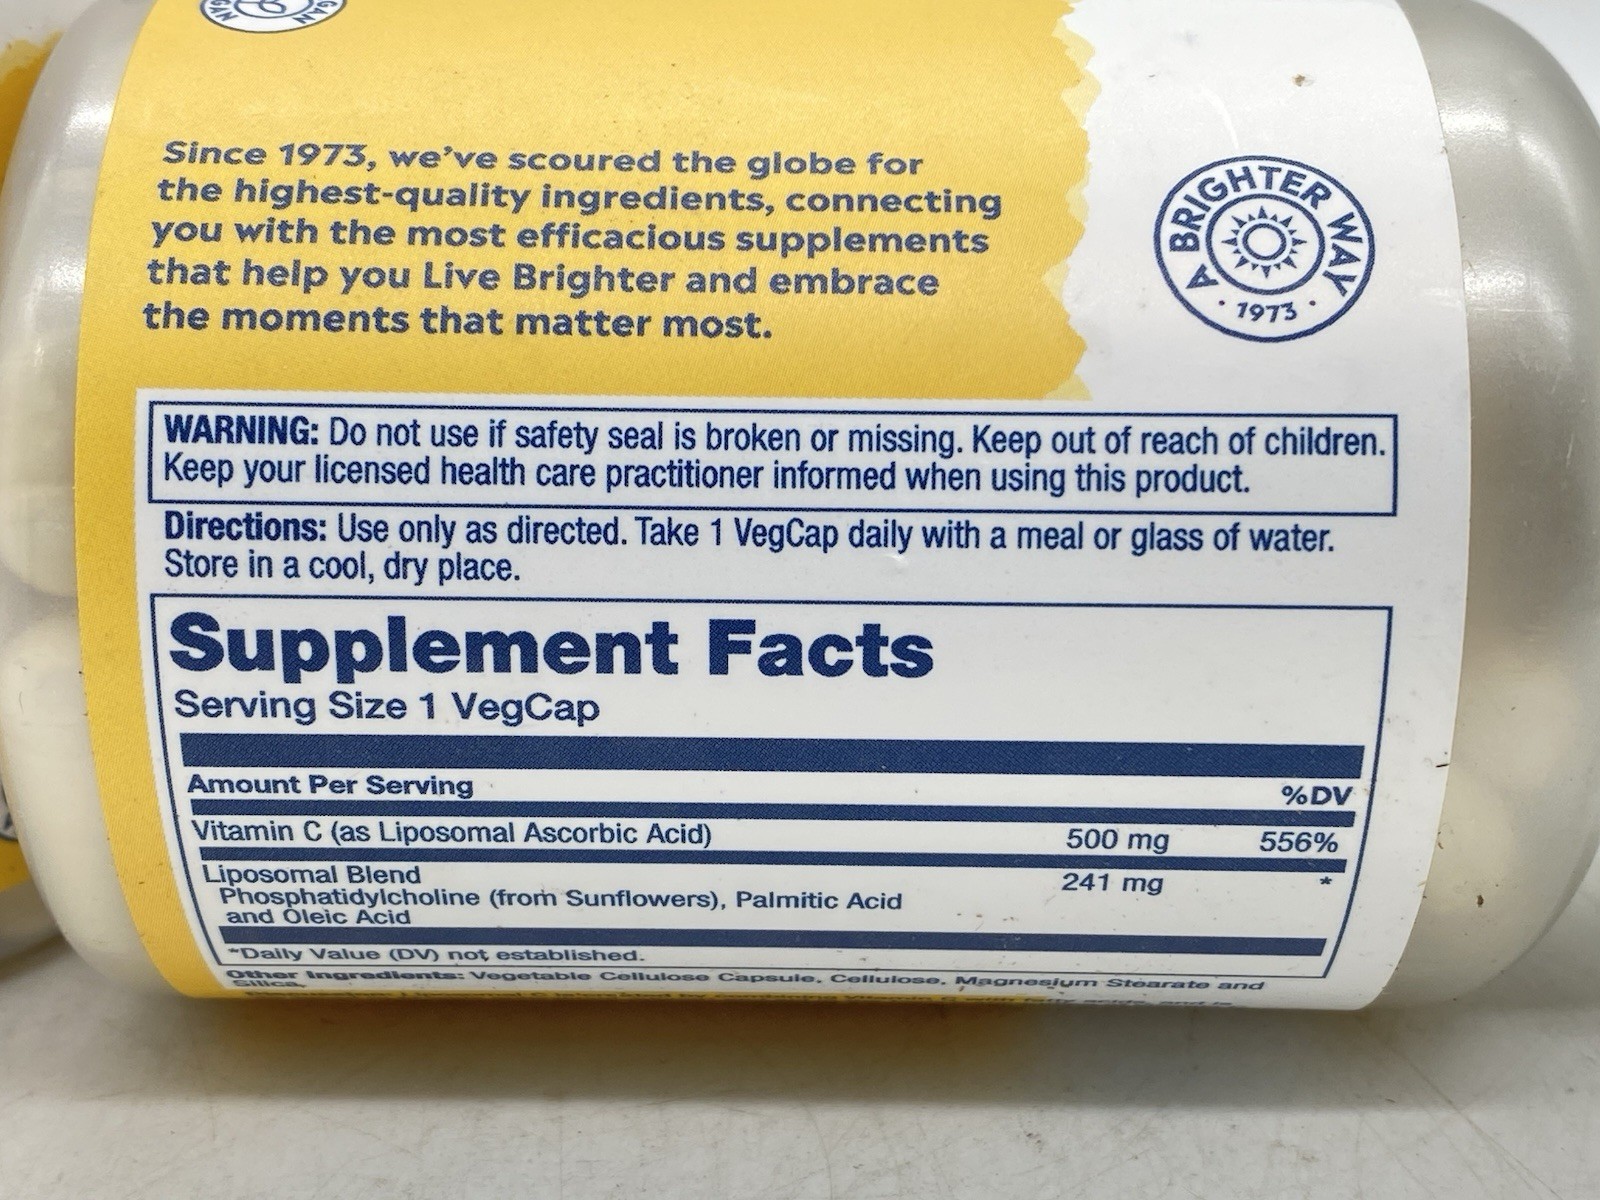 Since 1973, we've scoured the globe for
the highest-quality ingredients, connecting
you with the most efficacious supplements
that help you Live Brighter and embrace
the moments that matter most.
A BRIGHTER WAY
• 1973 •
WARNING: Do not use if safety seal is broken or missing. Keep out of reach of children.
Keep your licensed health care practitioner informed when using this product.
Directions: Use only as directed. Take 1 VegCap daily with a meal or glass of water.
Store in a cool, dry place.
Supplement Facts
Serving Size 1 VegCap
Amount Per Serving %DV
Vitamin C (as Liposomal Ascorbic Acid) 500 mg 556%
Liposomal Blend 241 mg *
Phosphatidylcholine (from Sunflowers), Palmitic Acid
and Oleic Acid
*Daily Value (DV) not established.
Other Ingredients: Vegetable Cellulose Capsule, Cellulose, Magnesium Stearate and
Silica.